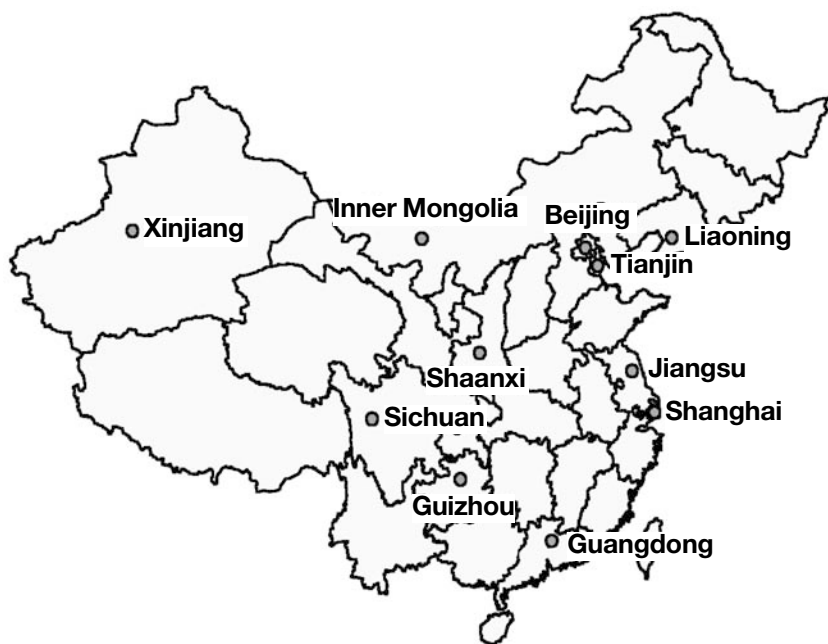 Inner Mongolia
Beijing
Xinjiang
Liaoning
Tianjin
Shaanxi
Jiangsu
Sichuan
Shanghai
Guizhou
Guangdong